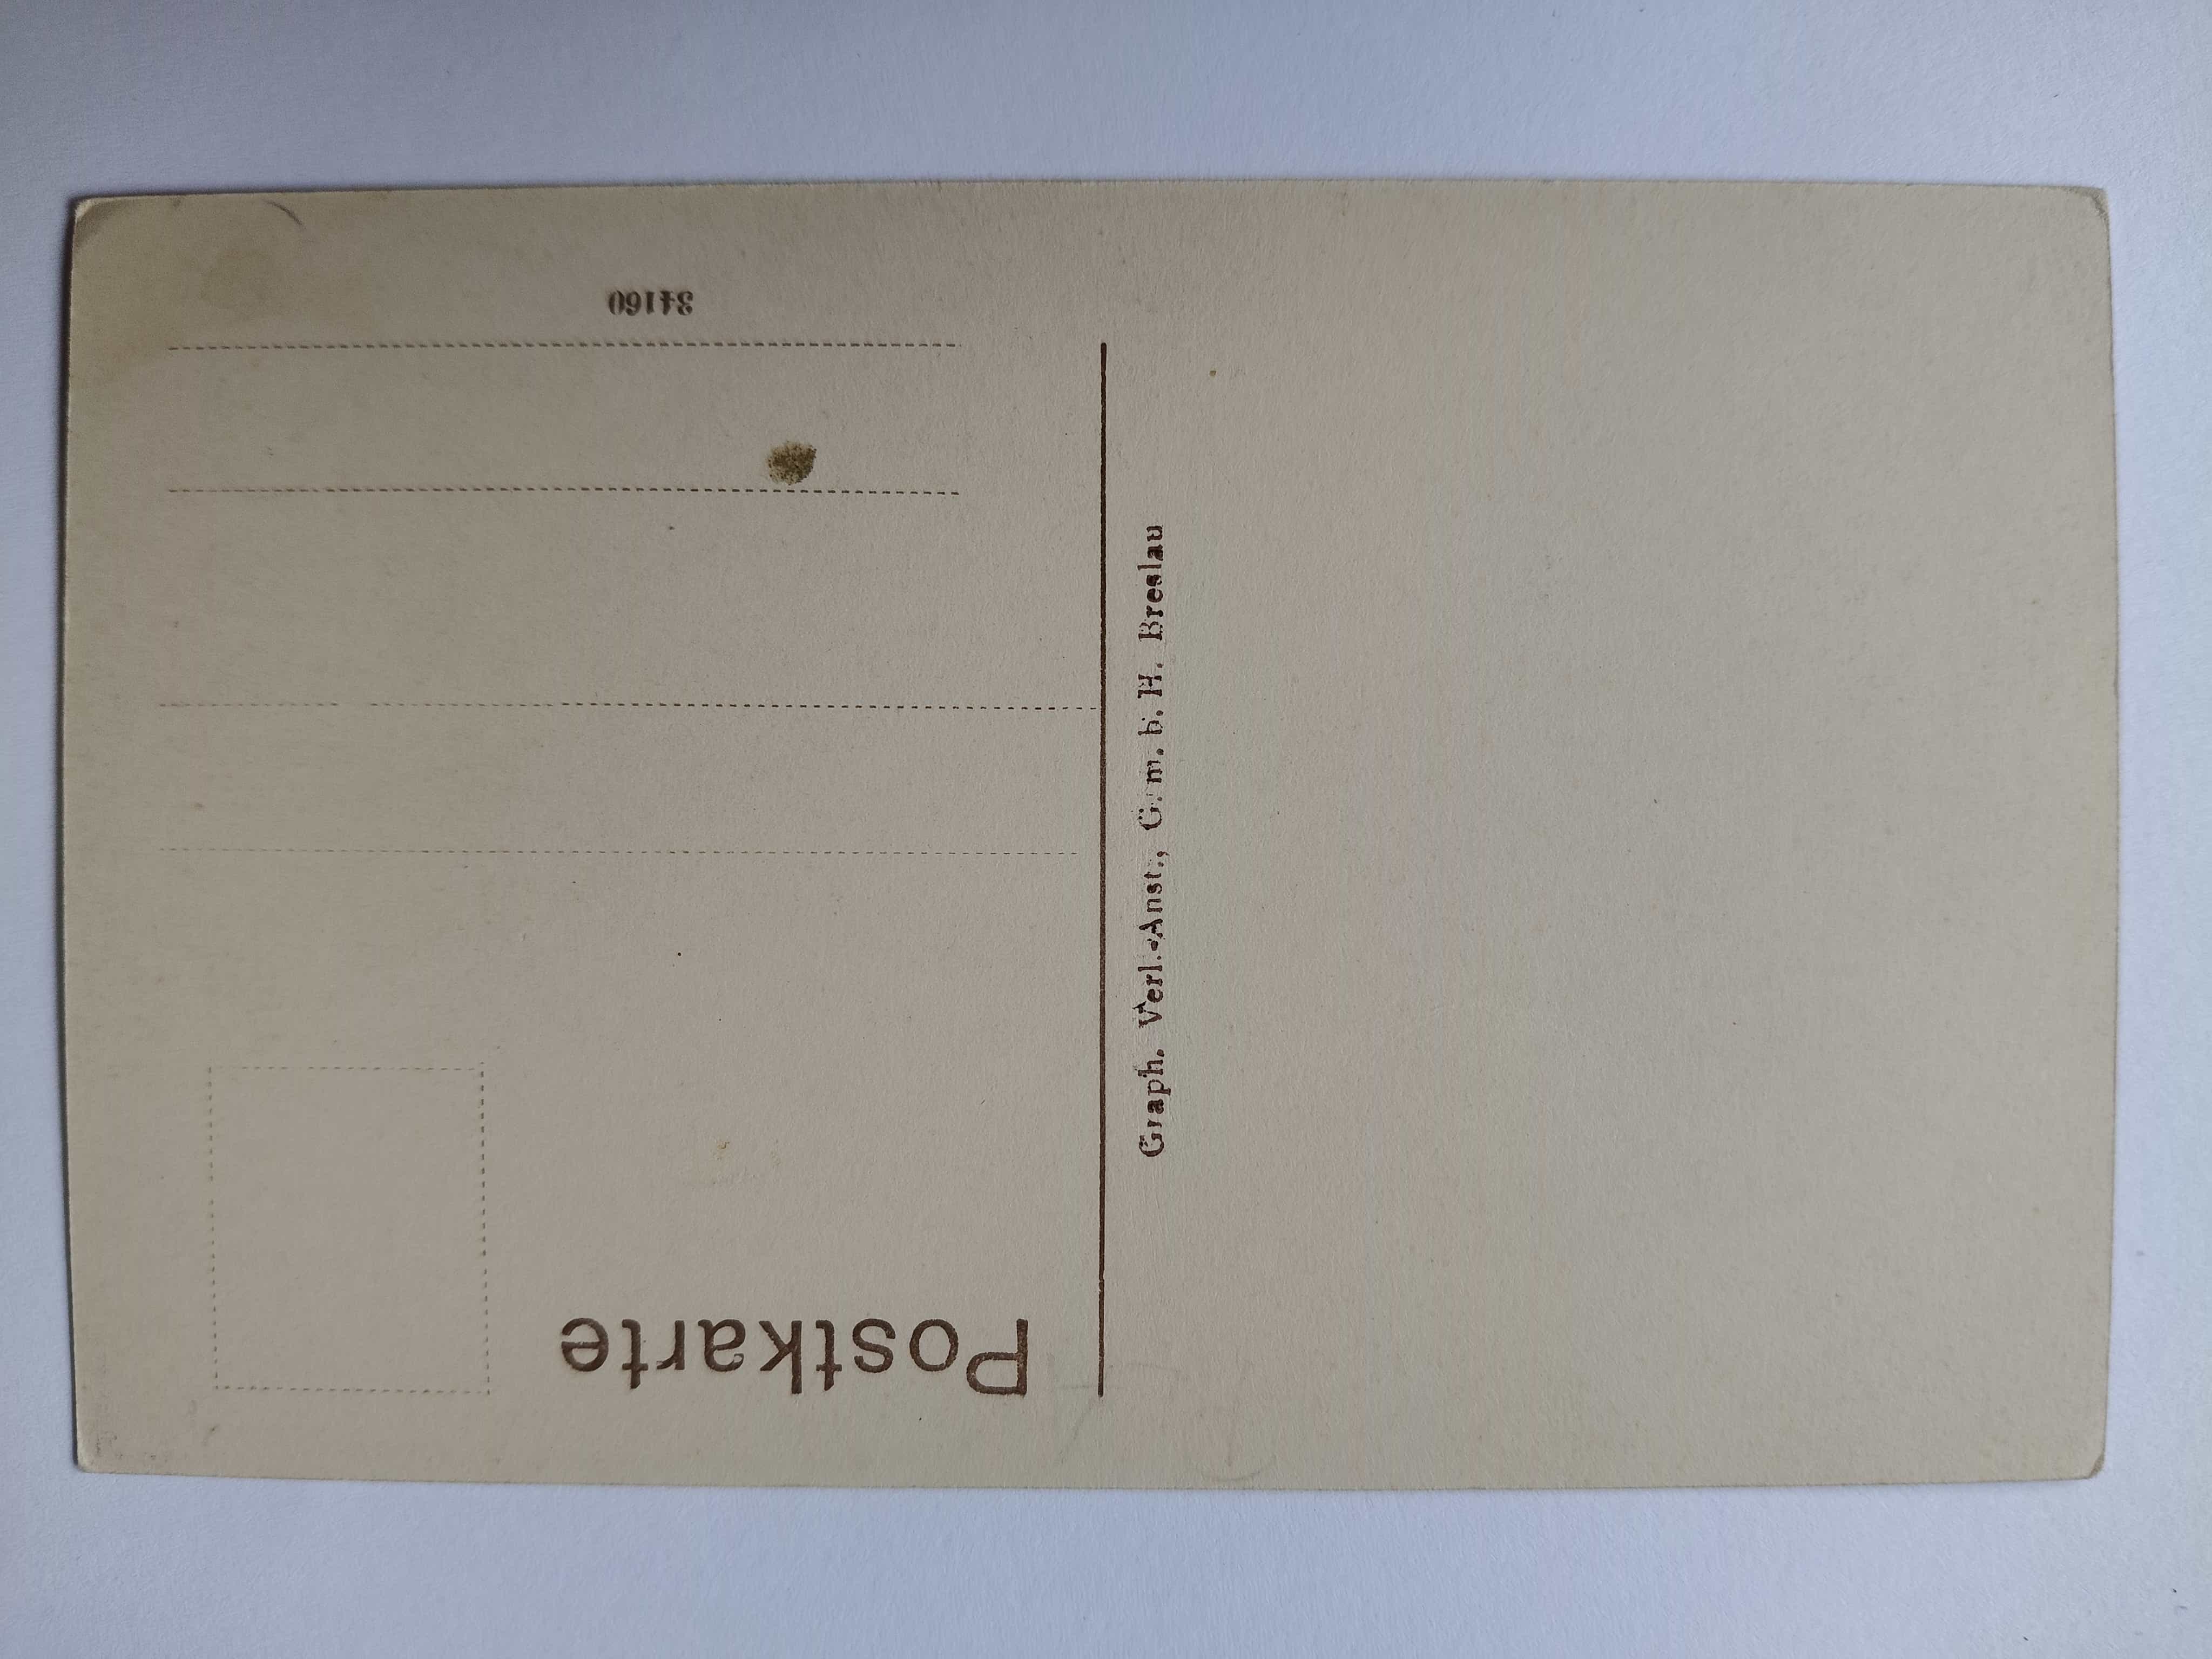 Postkarte
Graph. Verl.-Anst., G. m. b. H. Breslau
34160